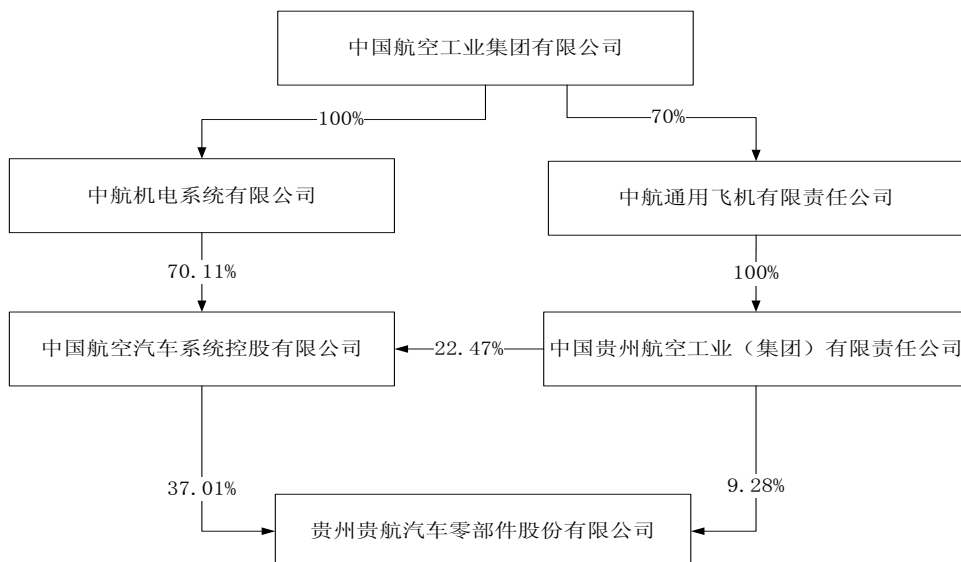 中国航空工业集团有限公司
100%
70%
中航机电系统有限公司
中航通用飞机有限责任公司
70.11%
100%
中国航空汽车系统控股有限公司
22.47%
中国贵州航空工业（集团）有限责任公司
37.01%
9.28%
贵州贵航汽车零部件股份有限公司